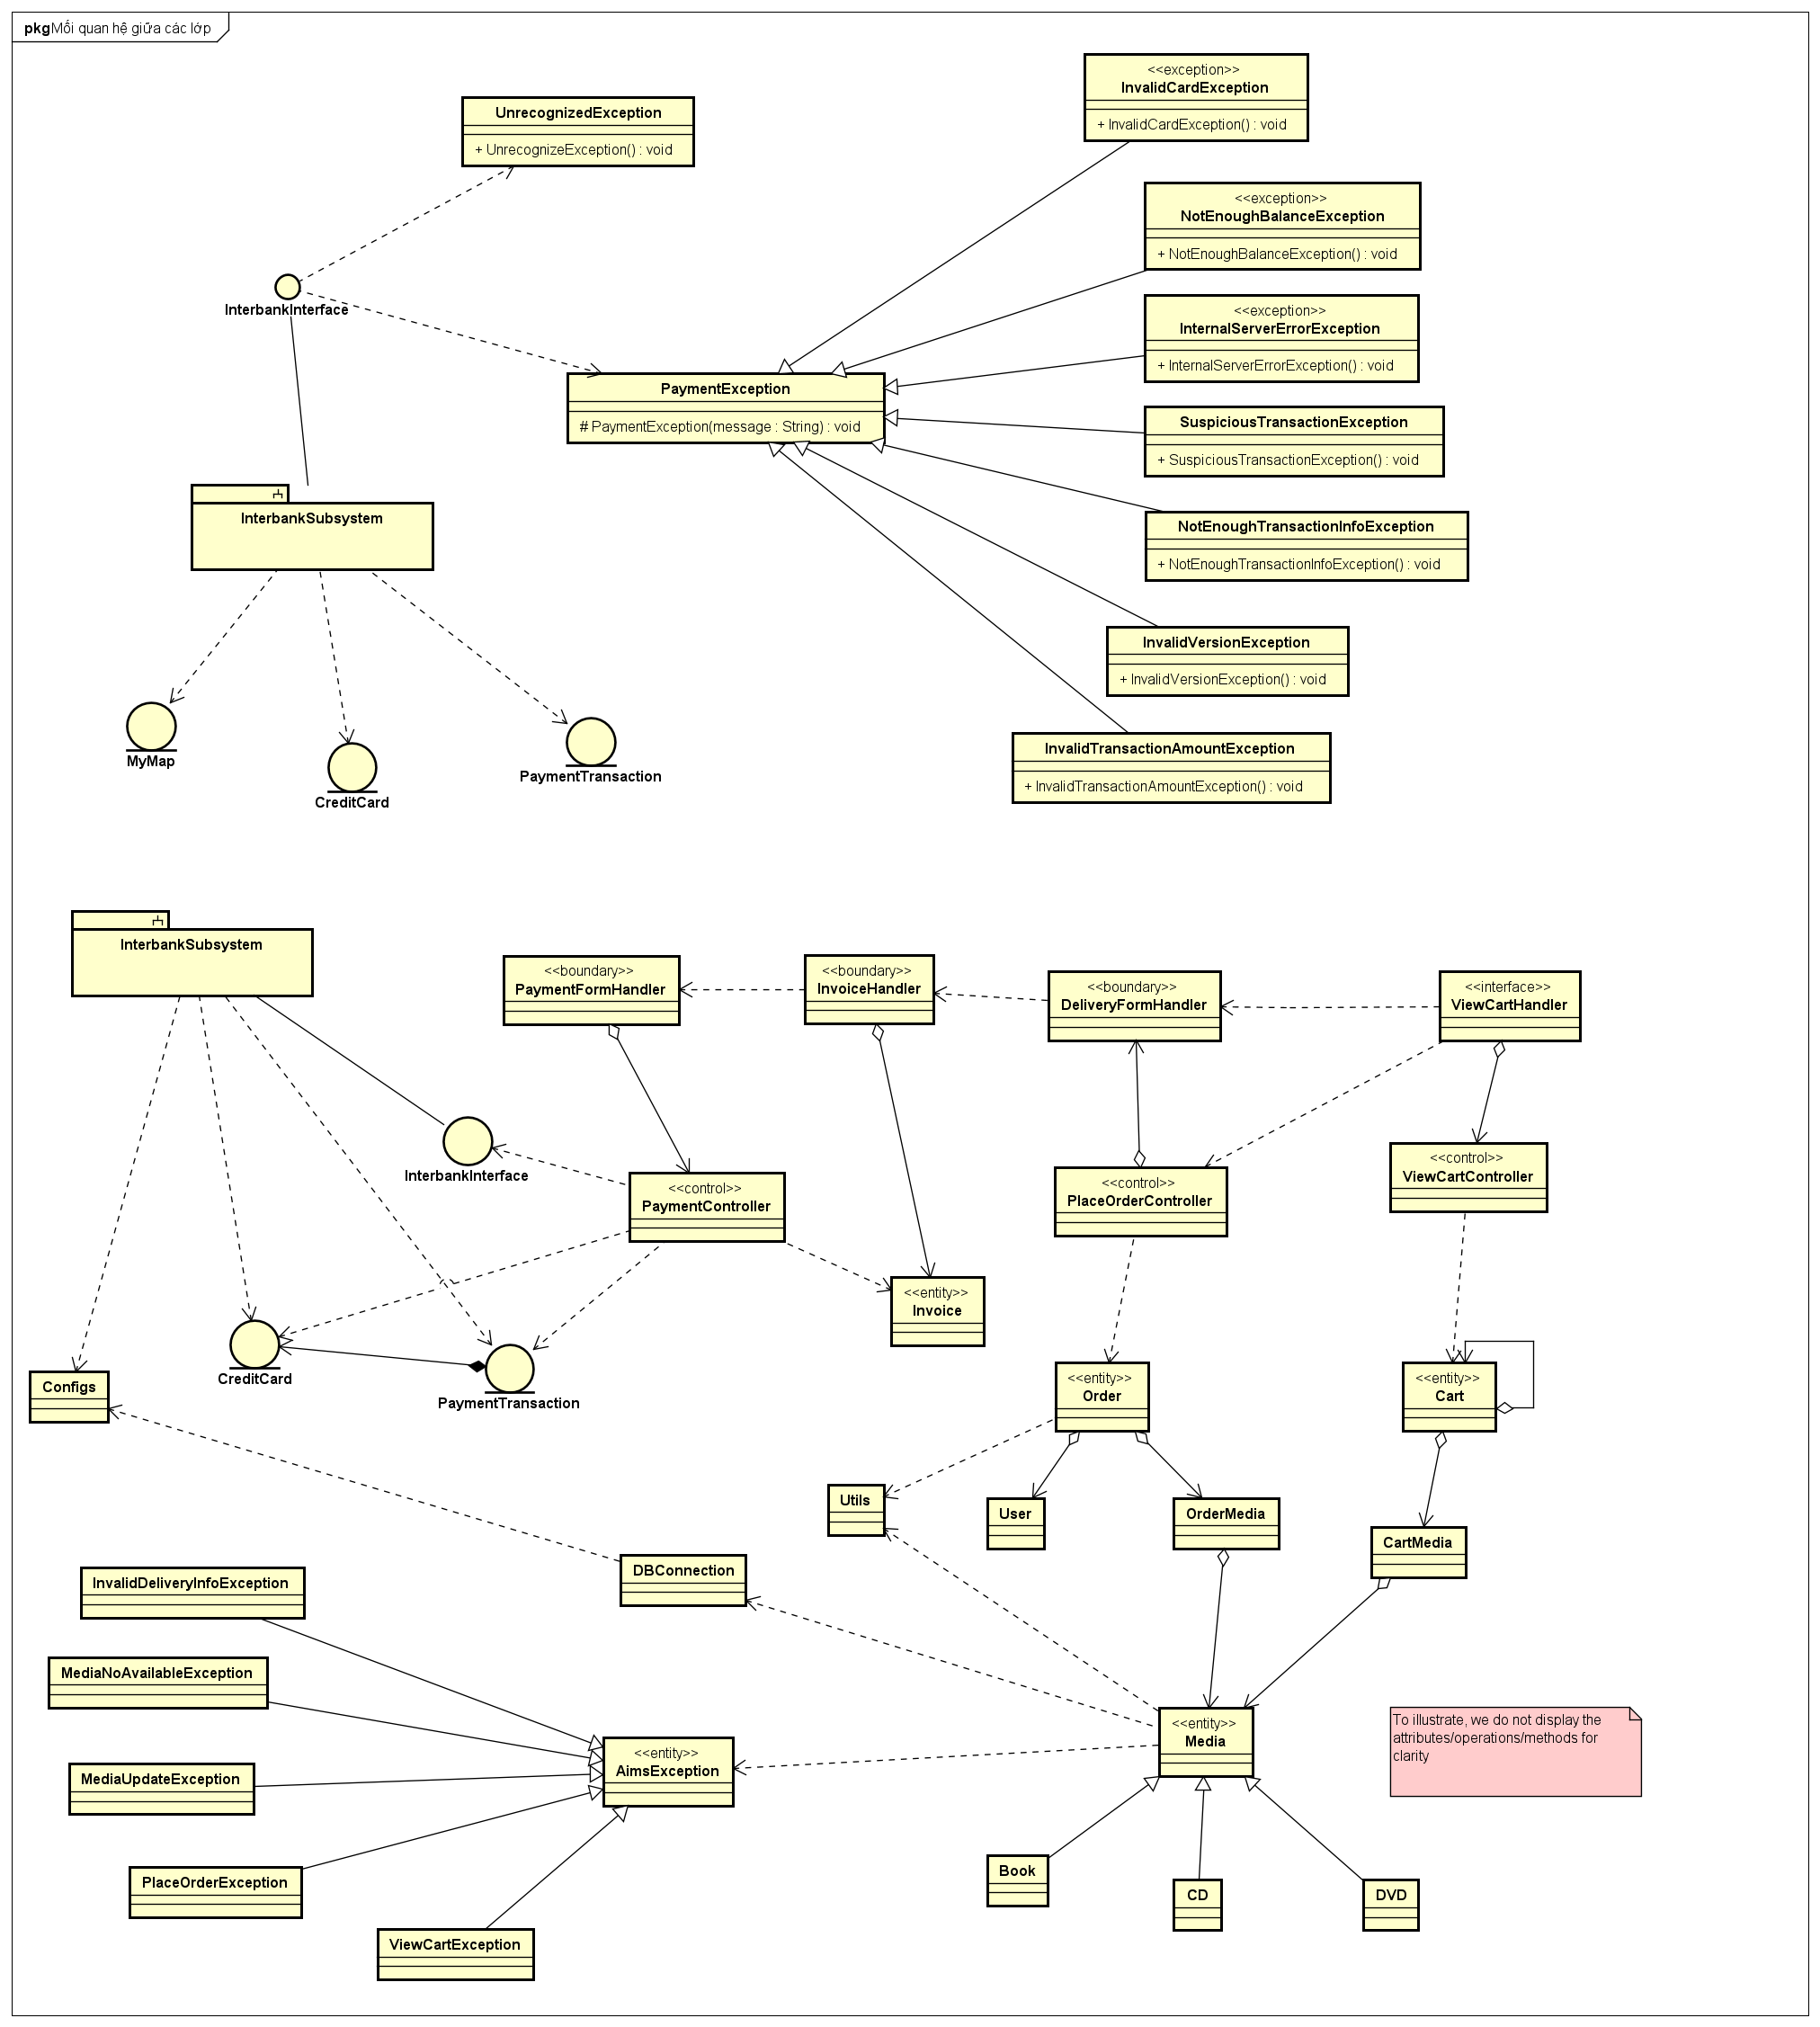 pkg Mối quan hệ giữa các lớp
<<exception>>
InvalidCardException
+ InvalidCardException() : void
UnrecognizedException
+ UnrecognizeException() : void
<<exception>>
NotEnoughBalanceException
+ NotEnoughBalanceException() : void
InterbankInterface
<<exception>>
InternalServerErrorException
+ InternalServerErrorException() : void
PaymentException
# PaymentException(message : String) : void
SuspiciousTransactionException
+ SuspiciousTransactionException() : void
InterbankSubsystem
NotEnoughTransactionInfoException
+ NotEnoughTransactionInfoException() : void
InvalidVersionException
+ InvalidVersionException() : void
MyMap
CreditCard
PaymentTransaction
InvalidTransactionAmountException
+ InvalidTransactionAmountException() : void
InterbankSubsystem
<<boundary>>
PaymentFormHandler
<<boundary>>
InvoiceHandler
<<boundary>>
DeliveryFormHandler
<<interface>>
ViewCartHandler
InterbankInterface
<<control>>
PaymentController
<<control>>
PlaceOrderController
<<control>>
ViewCartController
<<entity>>
Invoice
CreditCard
PaymentTransaction
Configs
<<entity>>
Order
<<entity>>
Cart
Utils
User
OrderMedia
CartMedia
DBConnection
InvalidDeliveryInfoException
MediaNoAvailableException
MediaUpdateException
PlaceOrderException
ViewCartException
<<entity>>
AimsException
<<entity>>
Media
To illustrate, we do not display the
attributes/operations/methods for
clarity
Book
CD
DVD